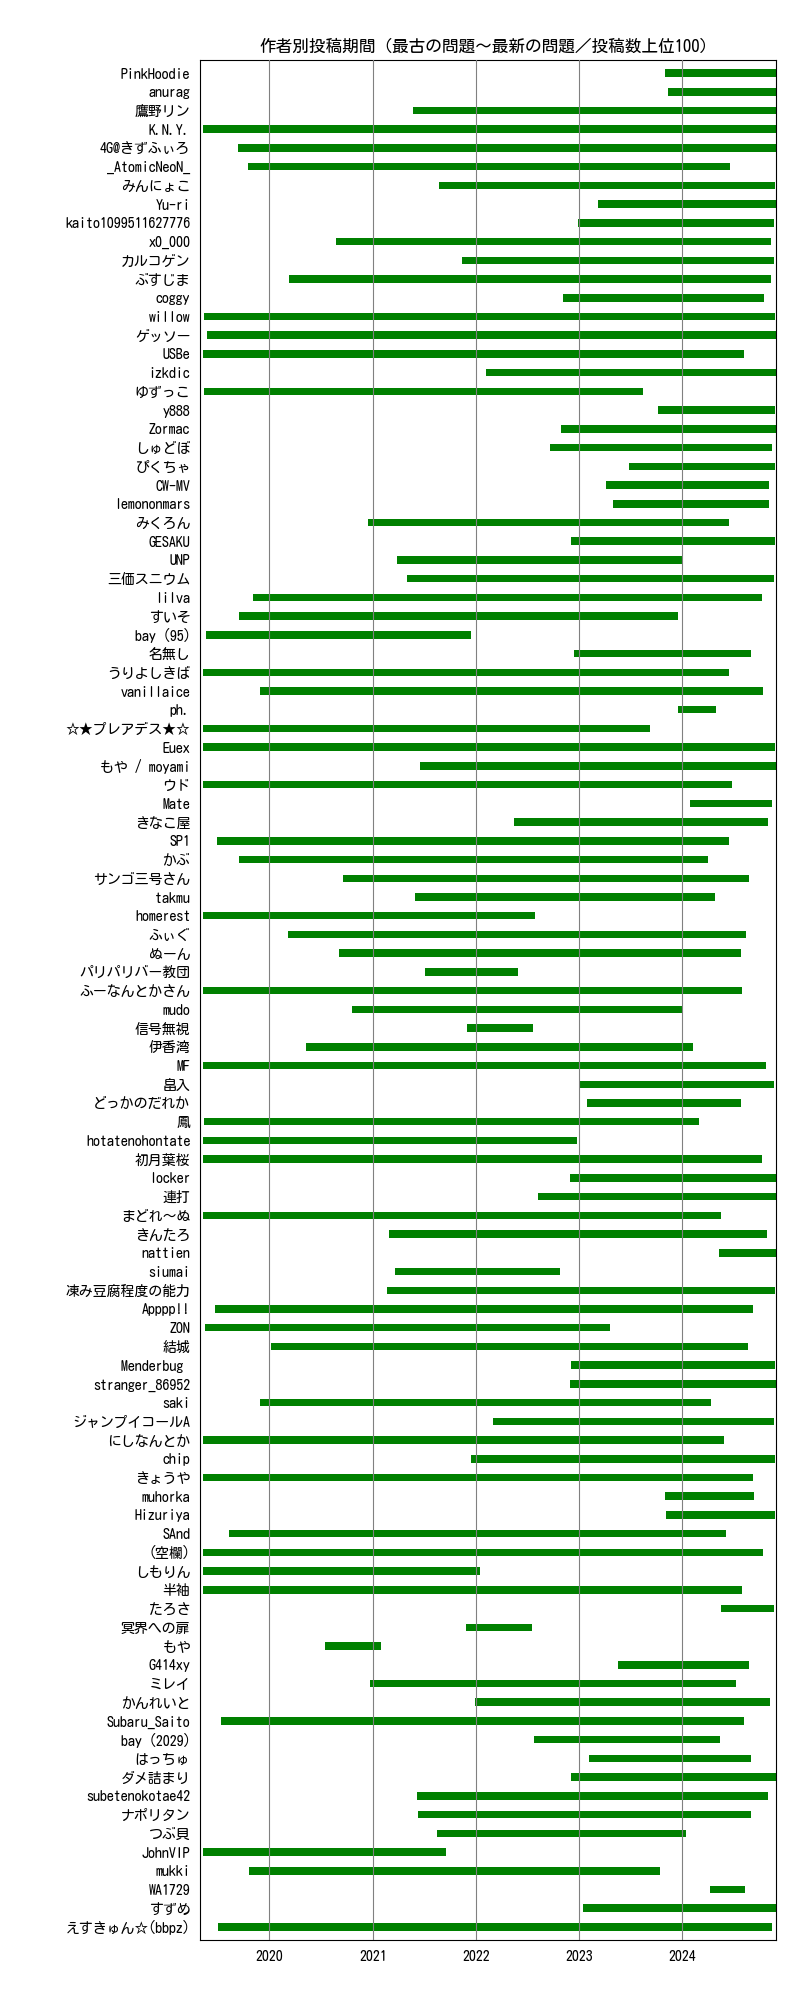 作者別投稿期間（最古の問題～最新の問題／投稿数上位100）
PinkHoodie
anurag
鷹野リン
K.N.Y.
4G@きずふぃろ
_AtomicNeoN_
みんにょこ
Yu-ri
kaito1099511627776
x0_000
カルコゲン
ぶすじま
coggy
willow
ゲッソー
USBe
izkdic
ゆずっこ
y888
Zormac
しゅどぼ
ぴくちゃ
CW-MV
lemononmars
みくろん
GESAKU
UNP
三価スニウム
lilva
すいそ
bay (95)
名無し
うりよしきば
vanillaice
ph.
☆★プレアデス★☆
Euex
もや / moyami
ウド
Mate
きなこ屋
SP1
かぶ
サンゴ三号さん
takmu
homerest
ふぃぐ
ぬーん
パリパリバー教団
ふーなんとかさん
mudo
信号無視
伊香湾
MF
畠入
どっかのだれか
鳳
hotatenohontate
初月葉桜
locker
連打
まどれ～ぬ
きんたろ
nattien
siumai
凍み豆腐程度の能力
Appppll
ZON
結城
Menderbug
stranger_86952
saki
ジャンプイコールA
にしなんとか
chip
きょうや
muhorka
Hizuriya
SAnd
(空欄)
しもりん
半袖
たろさ
冥界への扉
もや
G414xy
ミレイ
かんれいと
Subaru_Saito
bay (2029)
はっちゅ
ダメ詰まり
subetenokotae42
ナポリタン
つぶ貝
JohnVIP
mukki
WA1729
すずめ
えすきゅん☆(bbpz)
2020 2021 2022 2023 2024